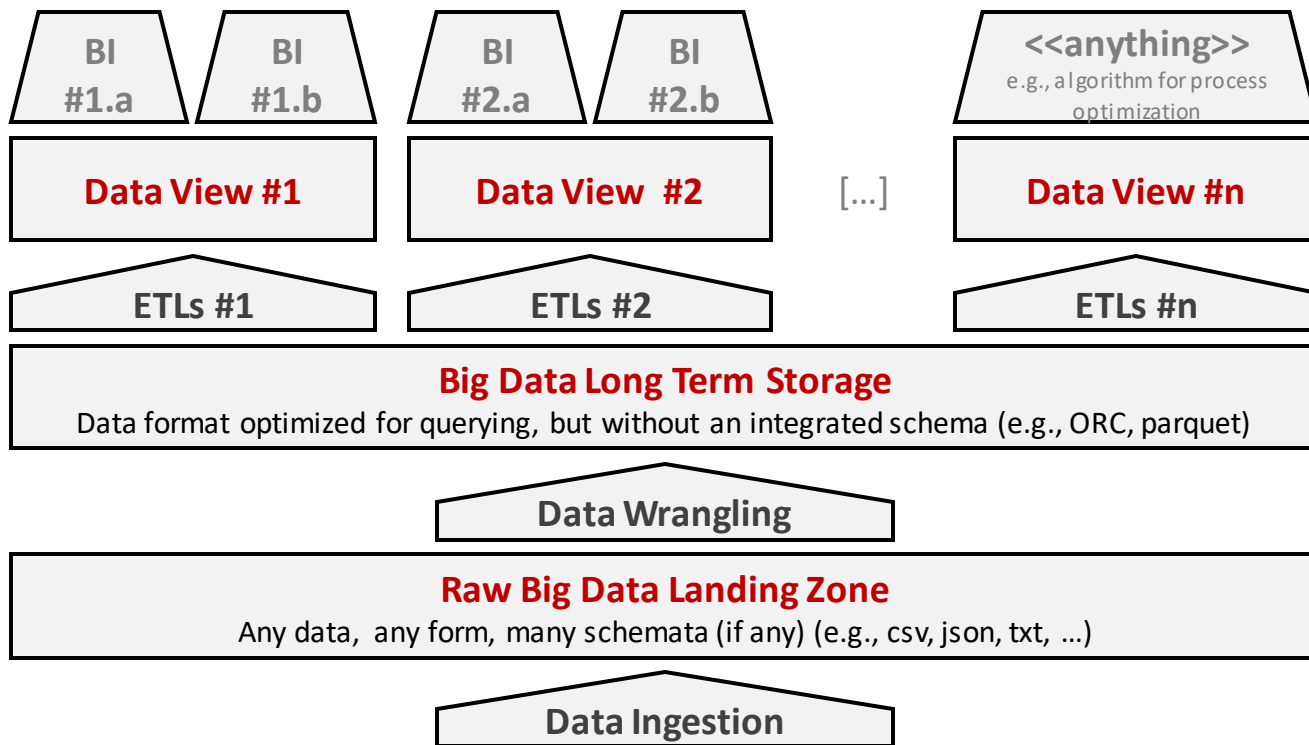 BI
#1.a
BI
#1.b
BI
#2.a
BI
#2.b
<<anything>>
e.g., algorithm for process
optimization
Data View #1
Data View #2
[...]
Data View #n
ETLs #1
ETLs #2
ETLs #n
Big Data Long Term Storage
Data format optimized for querying, but without an integrated schema (e.g., ORC, parquet)
Data Wrangling
Raw Big Data Landing Zone
Any data, any form, many schemata (if any) (e.g., csv, json, txt, ...)
Data Ingestion